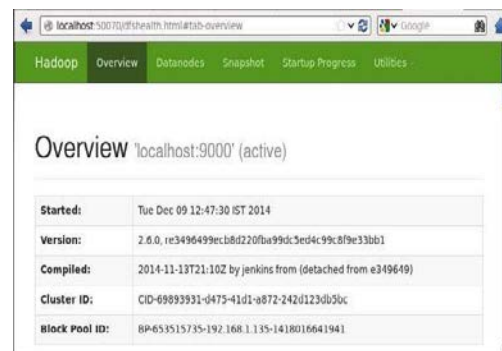 localhost:50070/dfshealth.html#tab-overview
Google
Hadoop Overview Datanodes Snapshot Startup Progress Utilities
Overview 'localhost:9000' (active)
Started: Tue Dec 09 12:47:30 IST 2014
Version: 2.6.0, re3496499ecb8d220fba99dc5ed4c99c8f9e33bb1
Compiled: 2014-11-13T21:10Z by jenkins from (detached from e349649)
Cluster ID: CID-69893931-d475-41d1-a872-242d123db5bc
Block Pool ID: BP-653515735-192.168.1.135-1418016641941